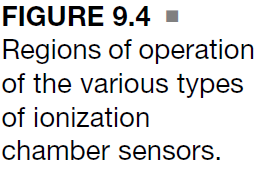 FIGURE 9.4 ■
Regions of operation
of the various types
of ionization
chamber sensors.